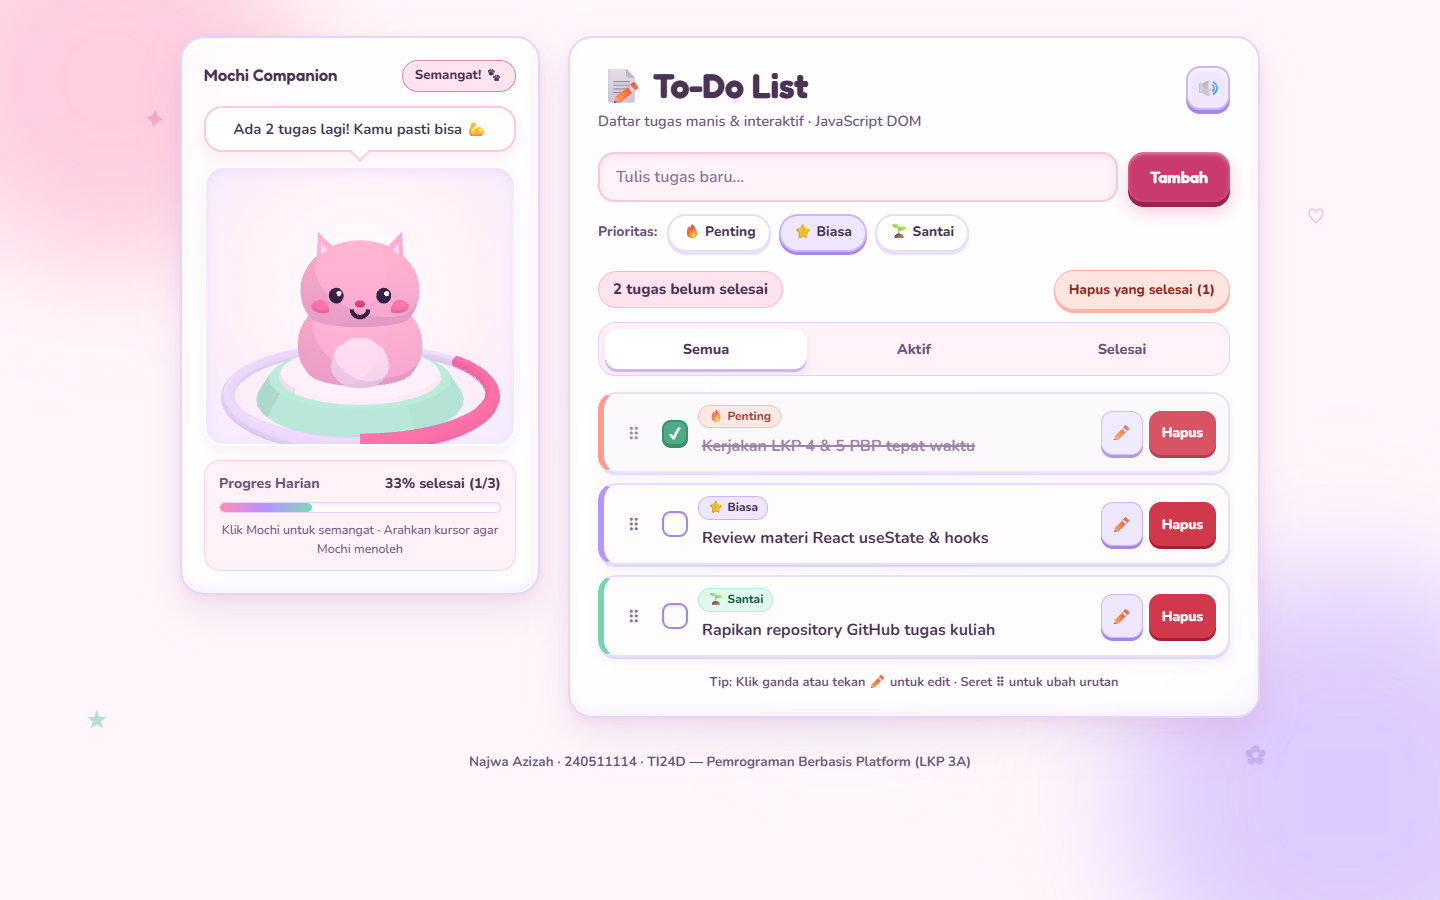 Mochi Companion
Semangat! 🐾
Ada 2 tugas lagi! Kamu pasti bisa 💪
Progres Harian
33% selesai (1/3)
Klik Mochi untuk semangat · Arahkan kursor agar
Mochi menoleh
📝 To-Do List
🔊
Daftar tugas manis & interaktif · JavaScript DOM
Tulis tugas baru...
Tambah
Prioritas:
🔥 Penting
⭐ Biasa
🌱 Santai
2 tugas belum selesai
Hapus yang selesai (1)
Semua
Aktif
Selesai
🔥 Penting
Kerjakan LKP 4 & 5 PBP tepat waktu
✏️
Hapus
⭐ Biasa
Review materi React useState & hooks
✏️
Hapus
🌱 Santai
Rapikan repository GitHub tugas kuliah
✏️
Hapus
Tip: Klik ganda atau tekan ✏️ untuk edit · Seret ⠿ untuk ubah urutan
Najwa Azizah · 240511114 · TI24D — Pemrograman Berbasis Platform (LKP 3A)